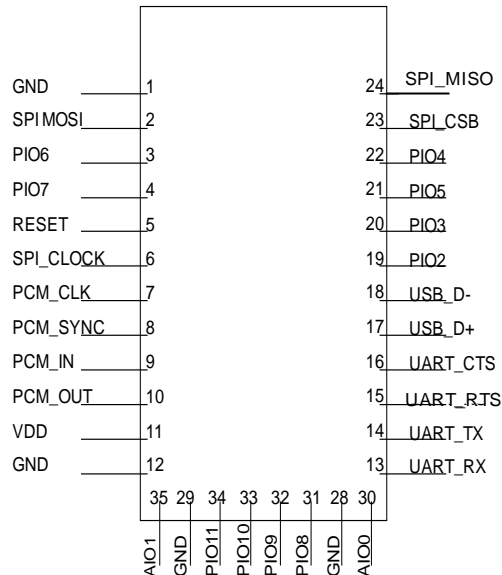 GND 1 24 SPI_MISO
SPI MOSI 2 23 SPI_CSB
PIO6 3 22 PIO4
PIO7 4 21 PIO5
RESET 5 20 PIO3
SPI_CLOCK 6 19 PIO2
PCM_CLK 7 18 USB_D-
PCM_SYNC 8 17 USB_D+
PCM_IN 9 16 UART_CTS
PCM_OUT 10 15 UART_RTS
VDD 11 14 UART_TX
GND 12 13 UART_RX
35 29 34 33 32 31 28 30
AIO1 GND PIO11 PIO10 PIO9 PIO8 GND AIO0